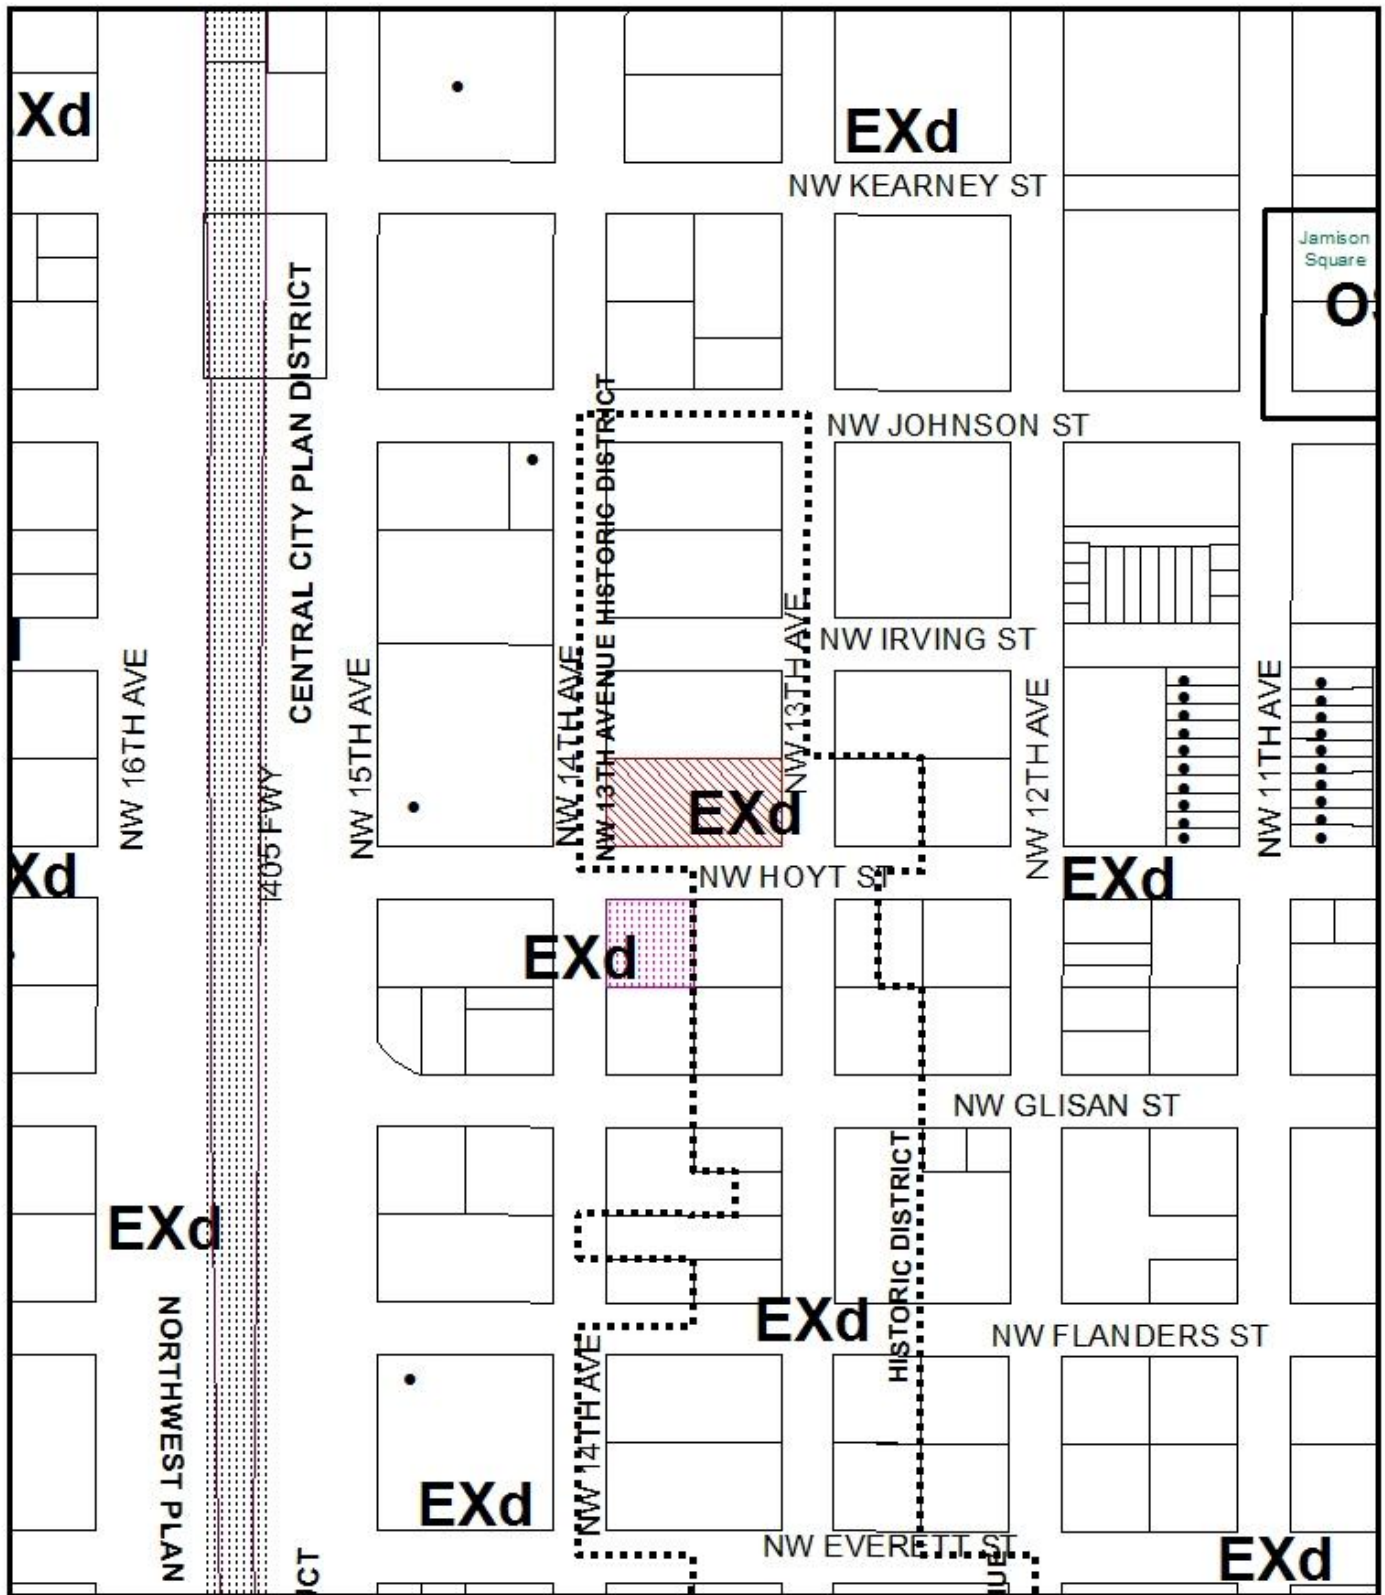 Xd
EXd
NW KEARNEY ST
Jamison
Square
CENTRAL CITY PLAN DISTRICT
NW 13TH AVENUE HISTORIC DISTRICT
NW JOHNSON ST
NW IRVING ST
NW 16TH AVE
405 FWY
NW 15TH AVE
NW 14TH AVE
NW 13TH AVE
NW 12TH AVE
NW 11TH AVE
EXd
Xd
NW HOYT ST
EXd
EXd
NW GLISAN ST
EXd
HISTORIC DISTRICT
EXd
NW FLANDERS ST
NORTHWEST PLAN
NW 14TH AVE
EXd
NW EVERETT ST
EXd